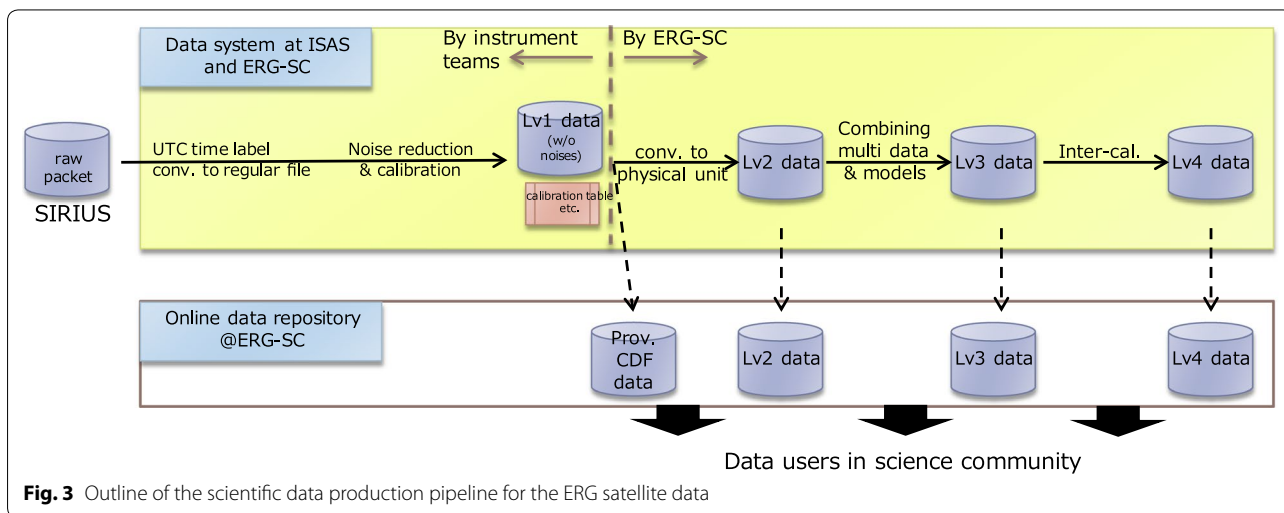 Data system at ISAS
and ERG-SC
By instrument
teams
By ERG-SC
raw
packet
SIRIUS
UTC time label
conv. to regular file
Noise reduction
& calibration
Lv1 data
(w/o
noises)
calibration table
etc.
conv. to
physical unit
Lv2 data
Combining
multi data
& models
Lv3 data
Inter-cal.
Lv4 data
Online data repository
@ERG-SC
Prov.
CDF
data
Lv2 data
Lv3 data
Lv4 data
Data users in science community
Fig. 3 Outline of the scientific data production pipeline for the ERG satellite data